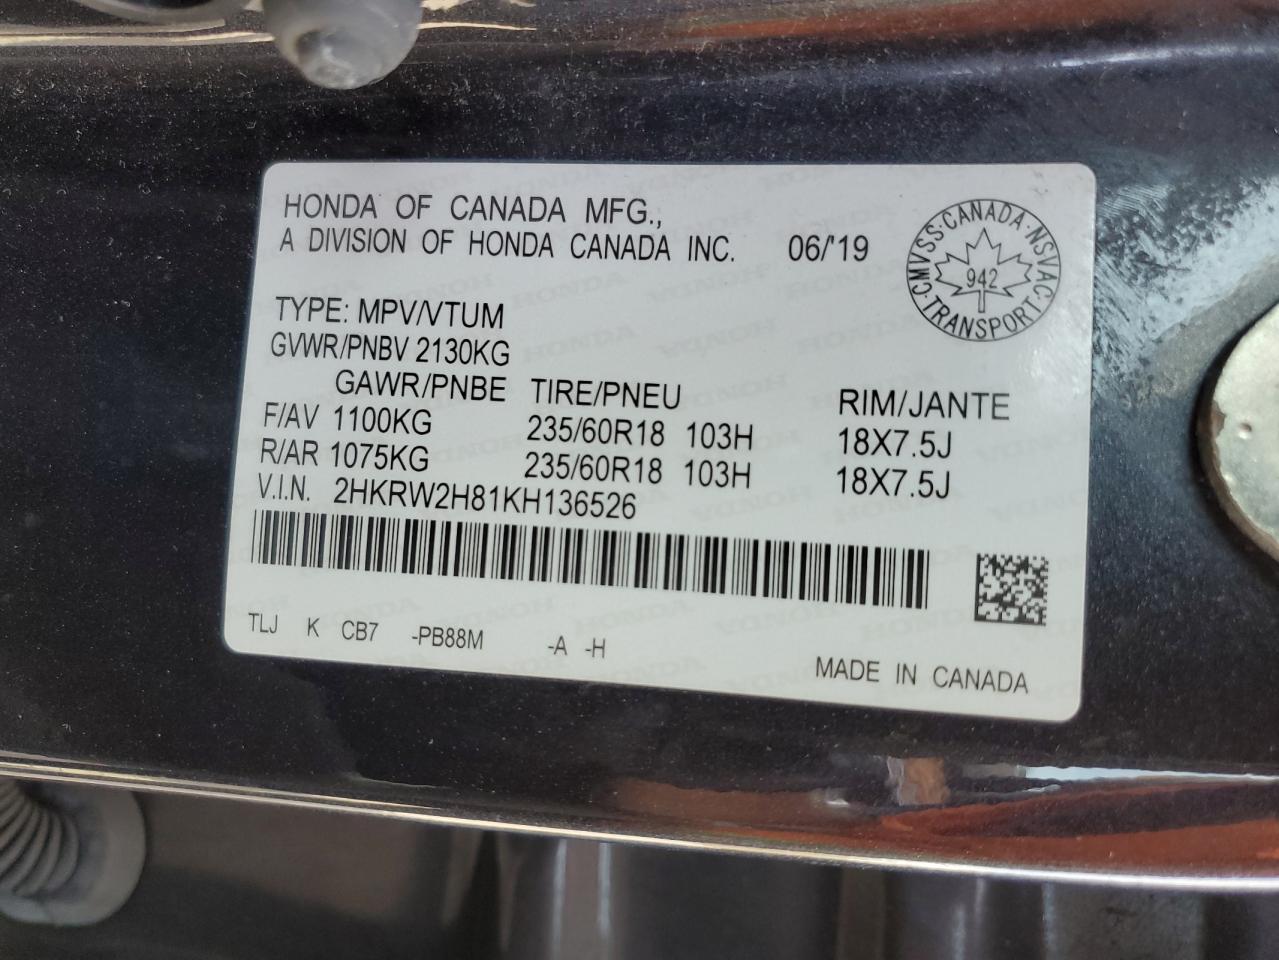 HONDA OF CANADA MFG.,
A DIVISION OF HONDA CANADA INC. 06/'19
CMVSS·CANADA·NSVAC·TRANSPORT·
942
TYPE: MPV/VTUM
GVWR/PNBV 2130KG
GAWR/PNBE TIRE/PNEU RIM/JANTE
F/AV 1100KG 235/60R18 103H 18X7.5J
R/AR 1075KG 235/60R18 103H 18X7.5J
V.I.N. 2HKRW2H81KH136526
TLJ K CB7 -PB88M -A -H
MADE IN CANADA